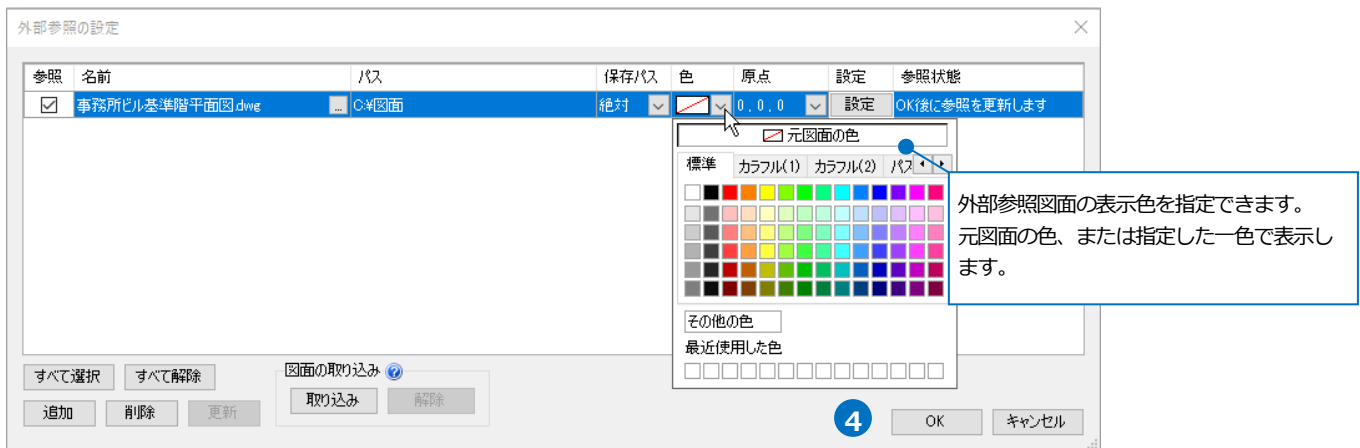 外部参照の設定
参照 名前 パス 保存パス 色 原点 設定 参照状態
事務所ビル基準階平面図.dwg ... C:¥図面 絶対 0,0,0 設定 OK後に参照を更新します
元図面の色
標準 カラフル(1) カラフル(2) パス
外部参照図面の表示色を指定できます。
元図面の色、または指定した一色で表示し
ます。
その他の色
最近使用した色
すべて選択 すべて解除 図面の取り込み ?
取り込み 解除
追加 削除 更新
4 OK キャンセル